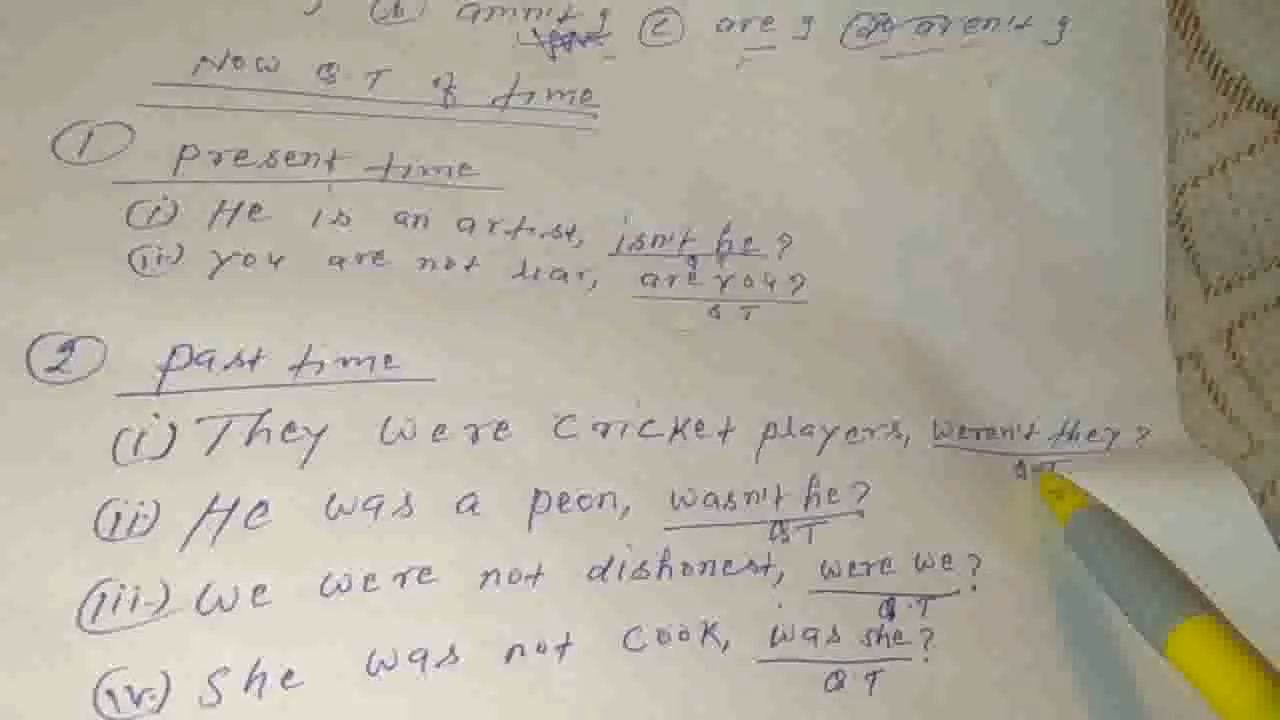 (b) amn't I (c) are I (d) aren't I
Now Q.T of time
① Present time
(i) He is an artist, isn't he?
(ii) You are not liar, are you?
Q T
② Past time
(i) They were Cricket players, weren't they?
Q.T
(ii) He was a peon, wasn't he?
Q T
(iii) We were not dishonest, were we?
Q.T
(iv) She was not cook, was she?
Q.T